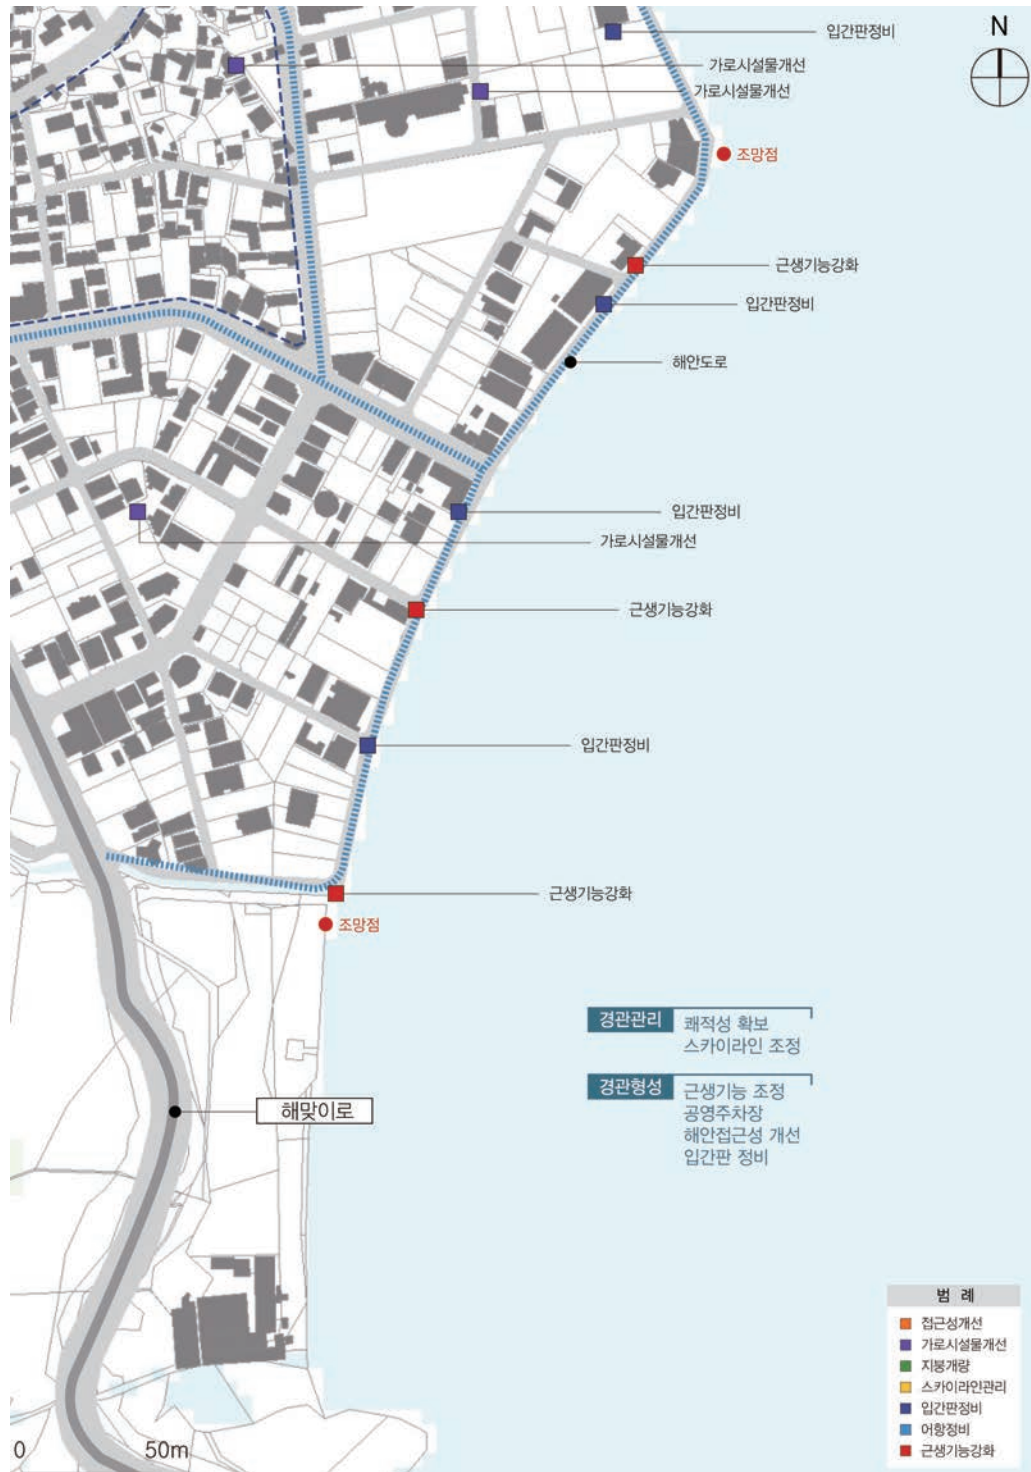 입간판정비
N
가로시설물개선
가로시설물개선
조망점
근생기능강화
입간판정비
해안도로
입간판정비
가로시설물개선
근생기능강화
입간판정비
근생기능강화
조망점
경관관리 쾌적성 확보
스카이라인 조정
경관형성 근생기능 조정
공영주차장
해안접근성 개선
입간판 정비
해맞이로
범 례
접근성개선
가로시설물개선
지붕개량
스카이라인관리
입간판정비
어항정비
근생기능강화
0 50m